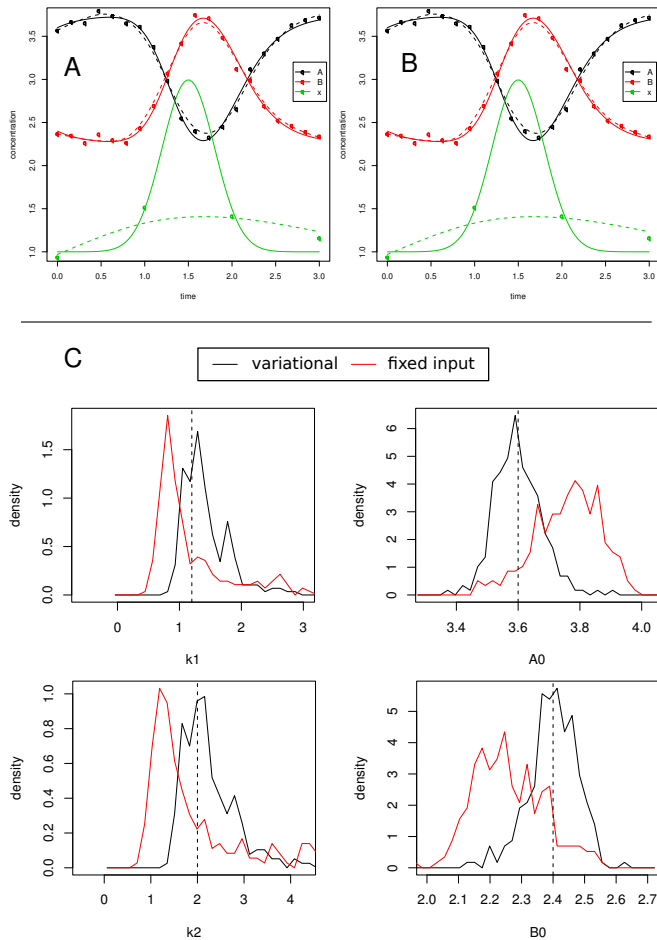 A
concentration
3.5
3.0
2.5
2.0
1.5
1.0
A
B
x
0.0 0.5 1.0 1.5 2.0 2.5 3.0
time
B
concentration
3.5
3.0
2.5
2.0
1.5
1.0
A
B
x
0.0 0.5 1.0 1.5 2.0 2.5 3.0
time
C
variational fixed input
density
1.5
1.0
0.5
0.0
0 1 2 3
k1
density
6
5
4
3
2
1
0
3.4 3.6 3.8 4.0
A0
density
1.0
0.8
0.6
0.4
0.2
0.0
0 1 2 3 4
k2
density
5
4
3
2
1
0
2.0 2.1 2.2 2.3 2.4 2.5 2.6 2.7
B0